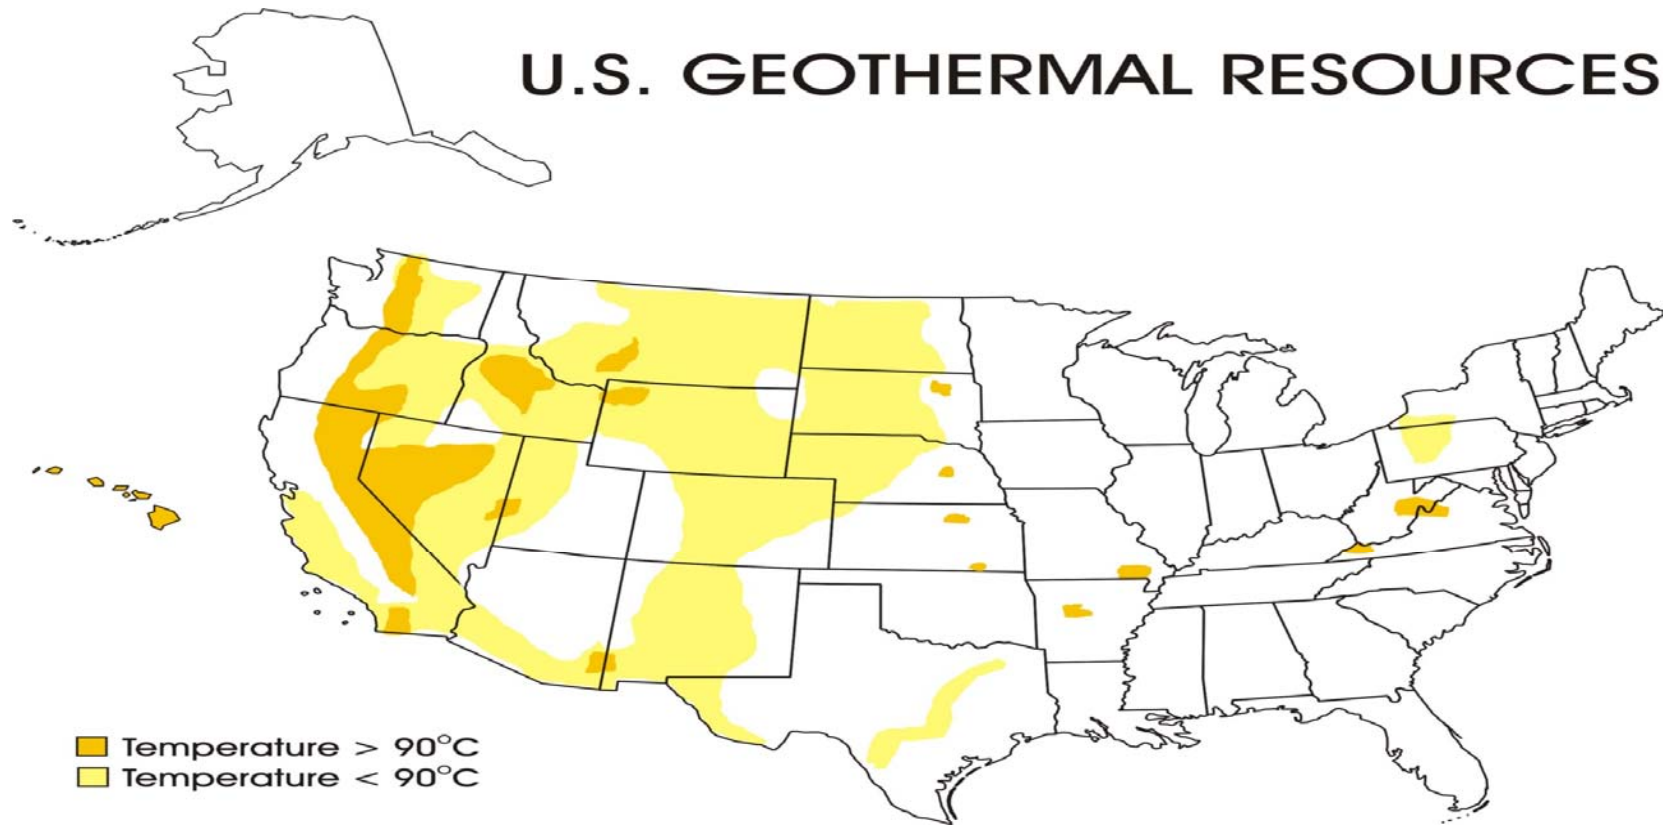 U.S. GEOTHERMAL RESOURCES
Temperature > 90°C
Temperature < 90°C